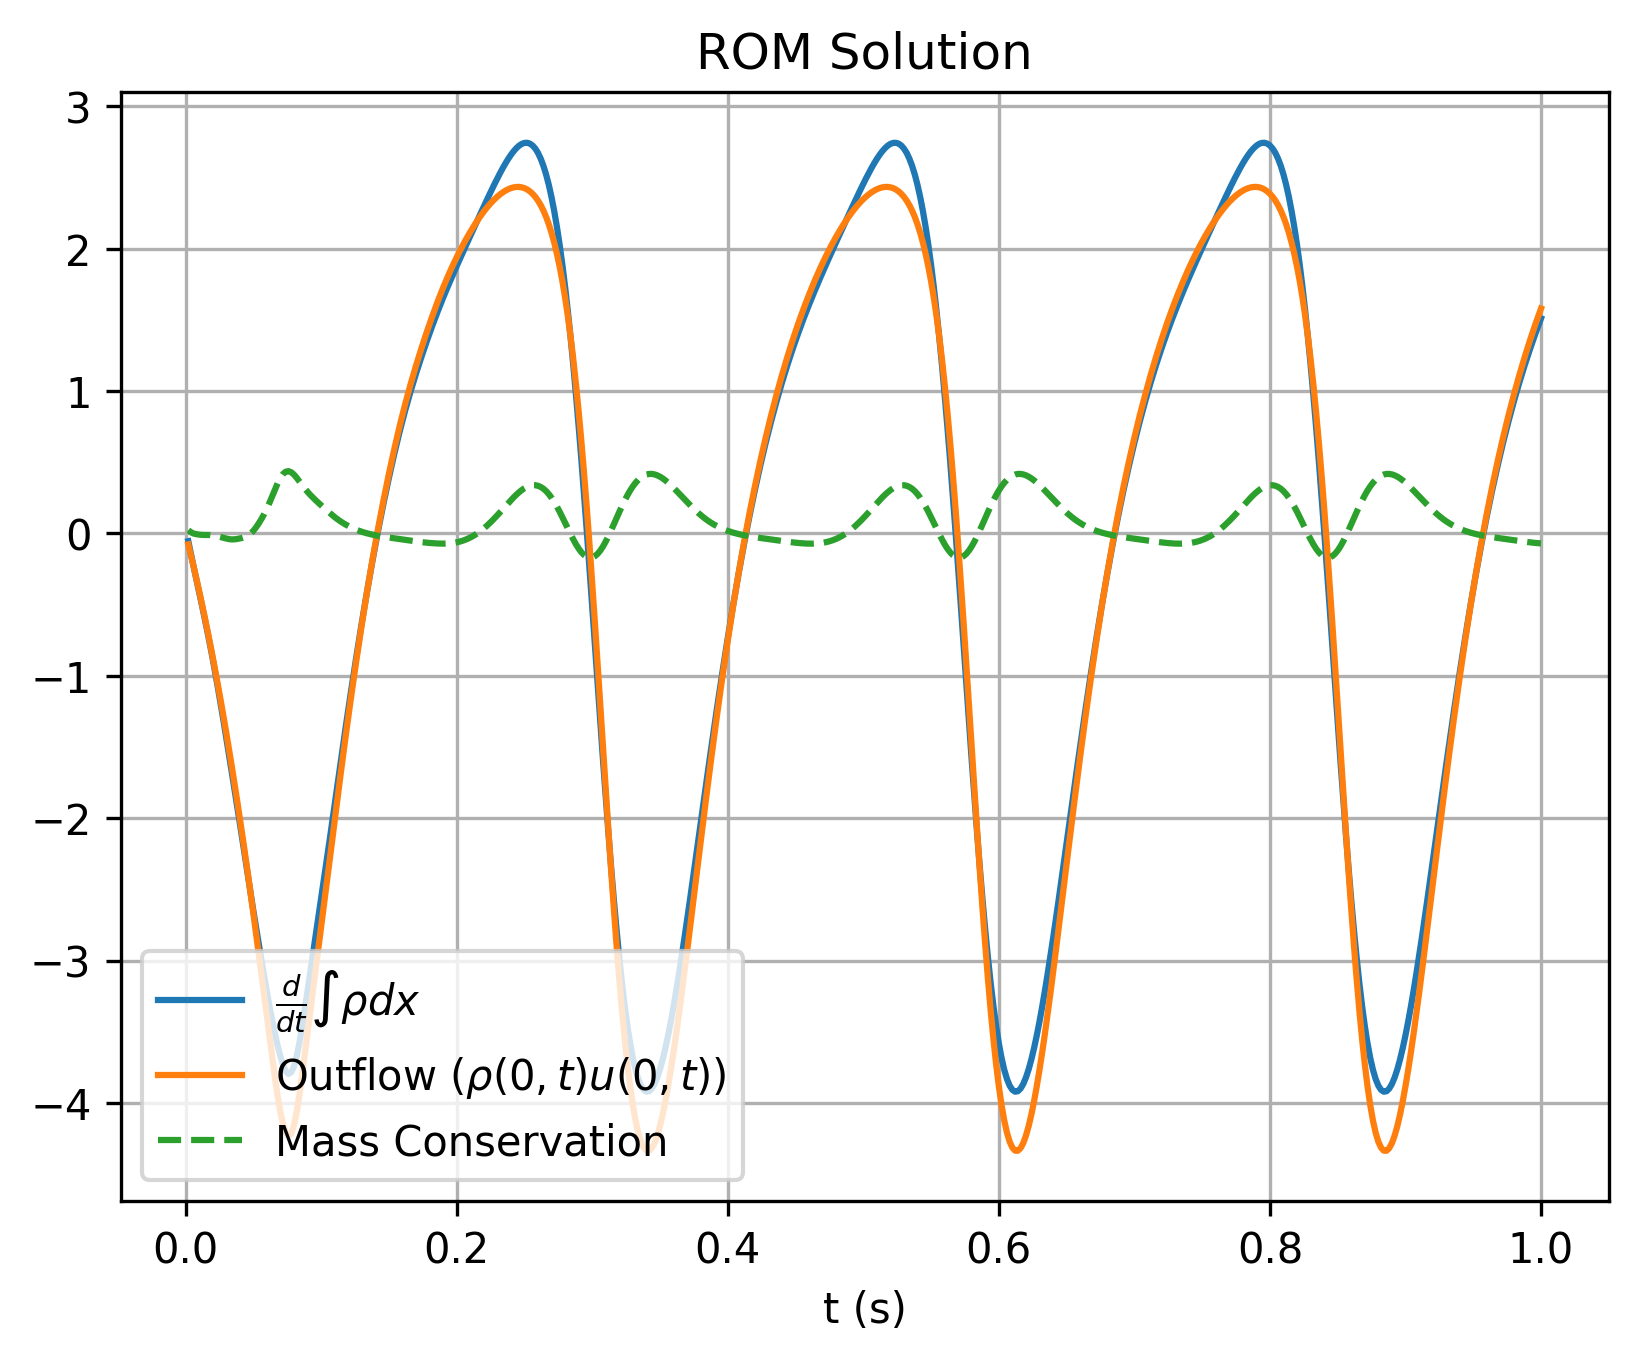 ROM Solution
3
2
1
0
−1
−2
−3
−4
d/dt ∫ρdx
Outflow (ρ(0, t)u(0, t))
Mass Conservation
0.0 0.2 0.4 0.6 0.8 1.0
t (s)